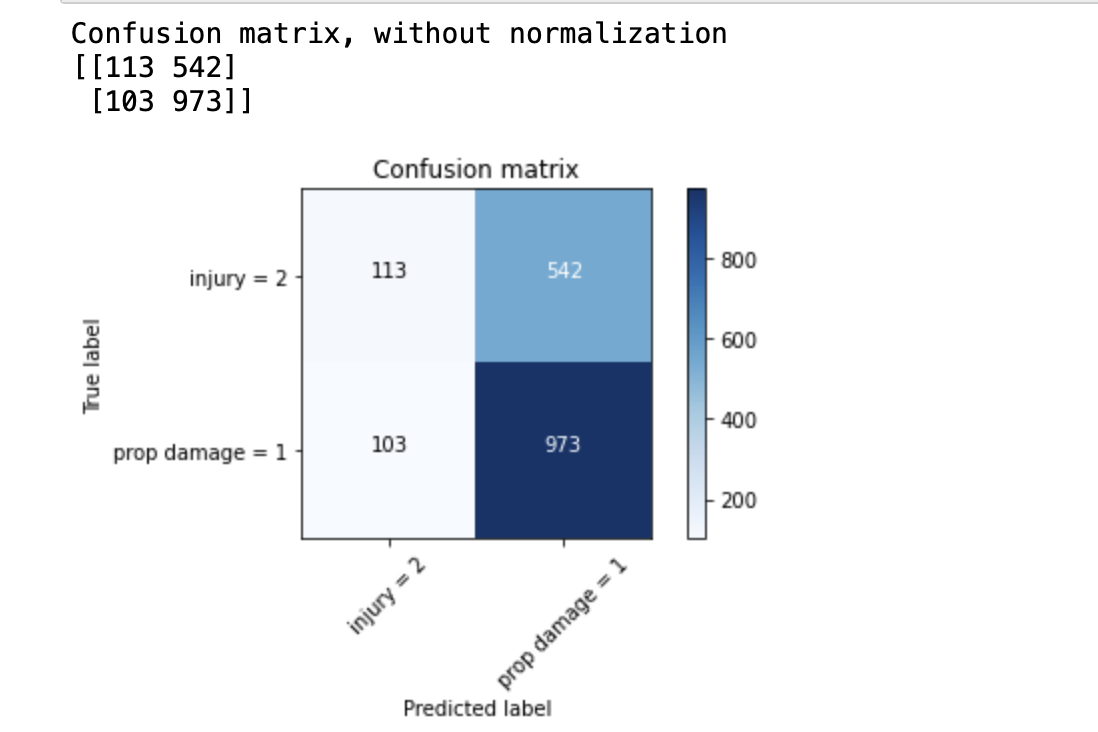 Confusion matrix, without normalization
[[113 542]
 [103 973]]
Confusion matrix
True label
injury = 2
113
542
prop damage = 1
103
973
800
600
400
200
injury = 2
prop damage = 1
Predicted label